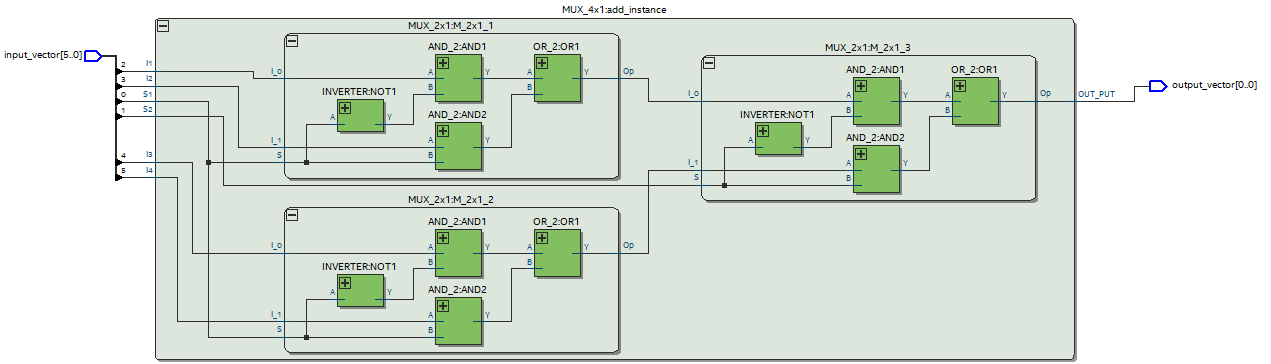 MUX_4x1:add_instance
input_vector[5..0]
2 I1
3 I2
0 S1
1 S2
4 I3
5 I4
MUX_2x1:M_2x1_1
I_o
I_1
S
INVERTER:NOT1
A Y
AND_2:AND1
A Y
B
AND_2:AND2
A Y
B
OR_2:OR1
A Y
B
Op
MUX_2x1:M_2x1_2
I_o
I_1
S
INVERTER:NOT1
A Y
AND_2:AND1
A Y
B
AND_2:AND2
A Y
B
OR_2:OR1
A Y
B
Op
MUX_2x1:M_2x1_3
I_o
I_1
S
INVERTER:NOT1
A Y
AND_2:AND1
A Y
B
AND_2:AND2
A Y
B
OR_2:OR1
A Y
B
Op
OUT_PUT
output_vector[0..0]